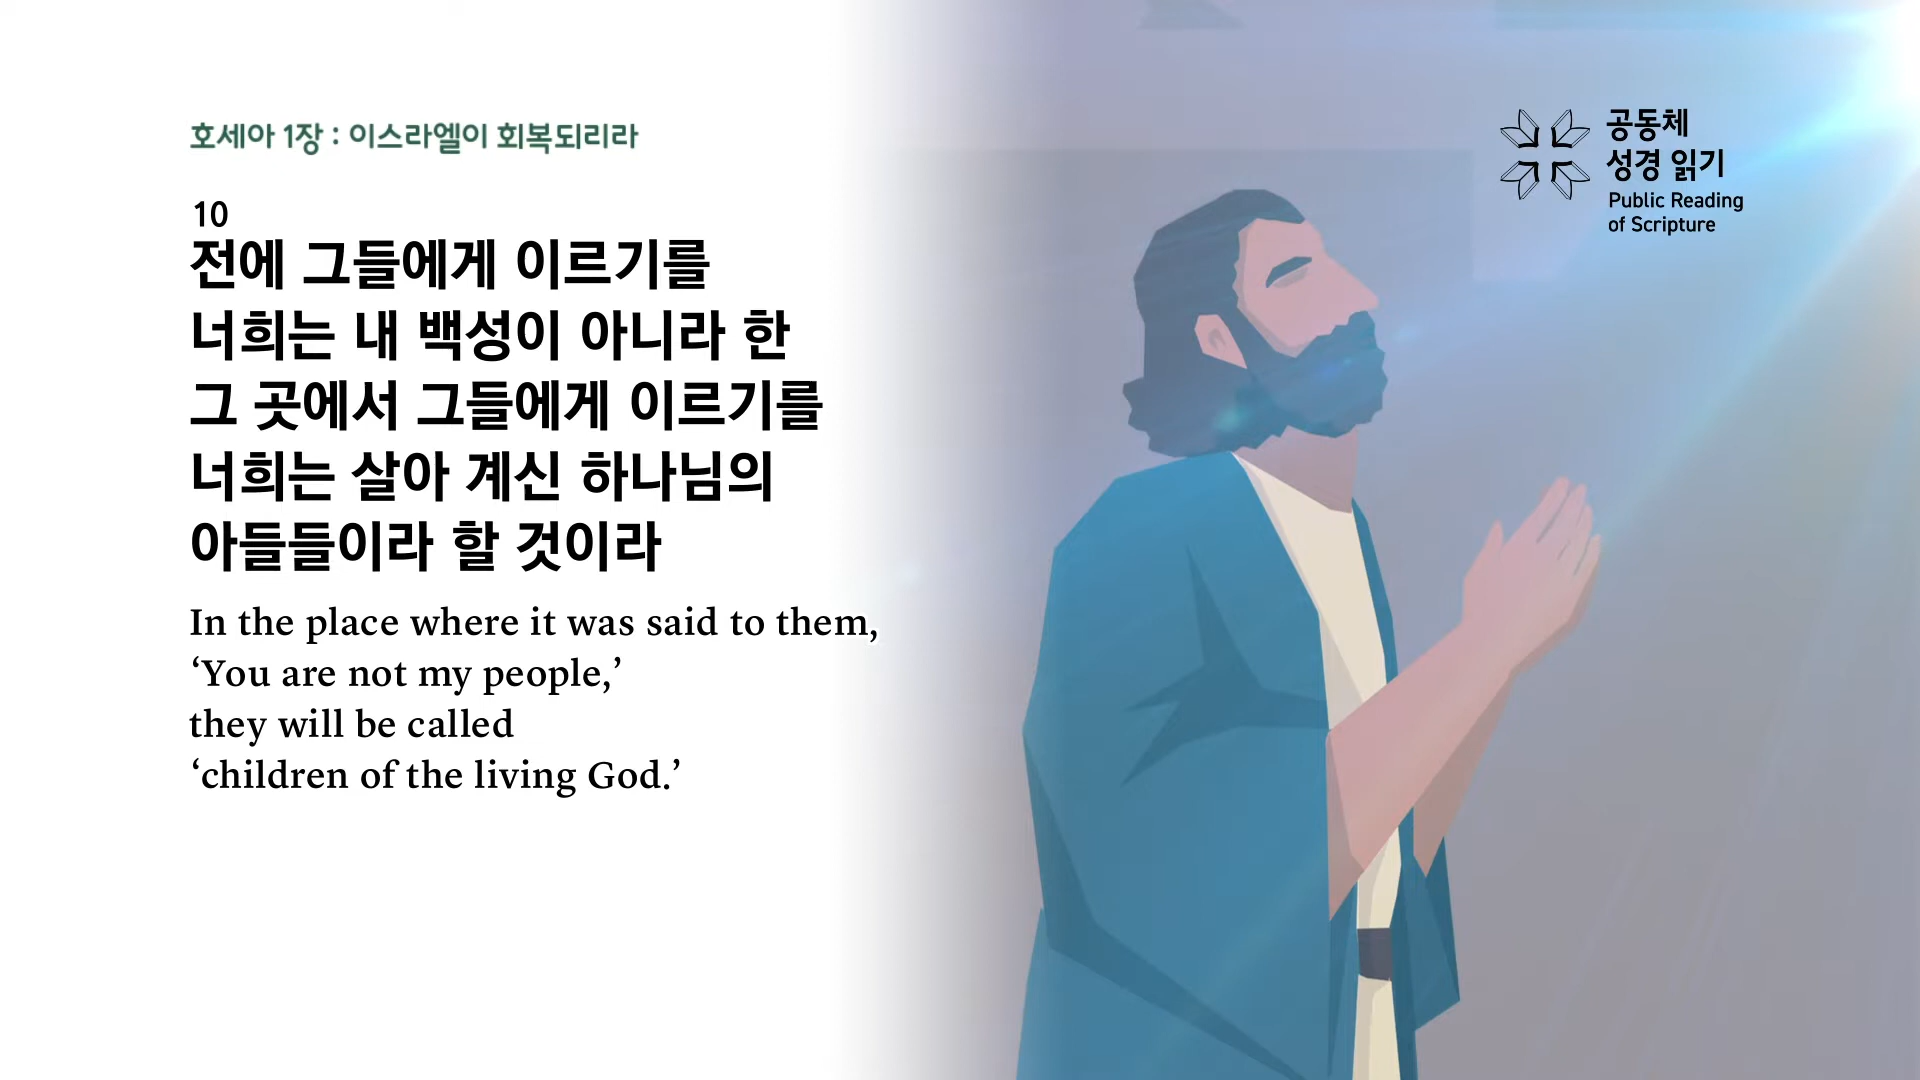 호세아 1장 : 이스라엘이 회복되리라
10
전에 그들에게 이르기를
너희는 내 백성이 아니라 한
그 곳에서 그들에게 이르기를
너희는 살아 계신 하나님의
아들들이라 할 것이라
In the place where it was said to them,
‘You are not my people,’
they will be called
‘children of the living God.’
공동체
성경 읽기
Public Reading
of Scripture